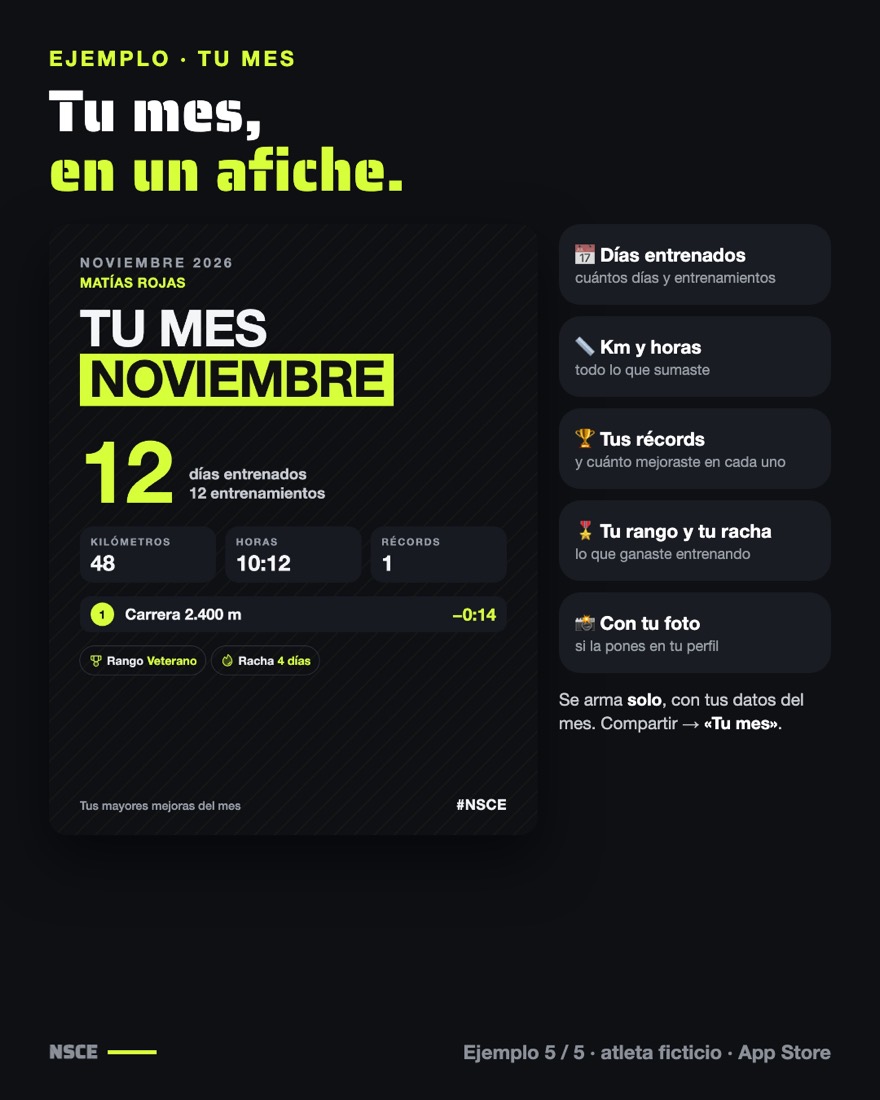 EJEMPLO · TU MES
Tu mes,
en un afiche.
NOVIEMBRE 2026
MATÍAS ROJAS
TU MES
NOVIEMBRE
12
días entrenados
12 entrenamientos
KILÓMETROS
48
HORAS
10:12
RÉCORDS
1
1 Carrera 2.400 m −0:14
Rango Veterano
Racha 4 días
Tus mayores mejoras del mes
#NSCE
17 Días entrenados
cuántos días y entrenamientos
Km y horas
todo lo que sumaste
Tus récords
y cuánto mejoraste en cada uno
Tu rango y tu racha
lo que ganaste entrenando
Con tu foto
si la pones en tu perfil
Se arma solo, con tus datos del
mes. Compartir → «Tu mes».
NSCE
Ejemplo 5 / 5 · atleta ficticio · App Store